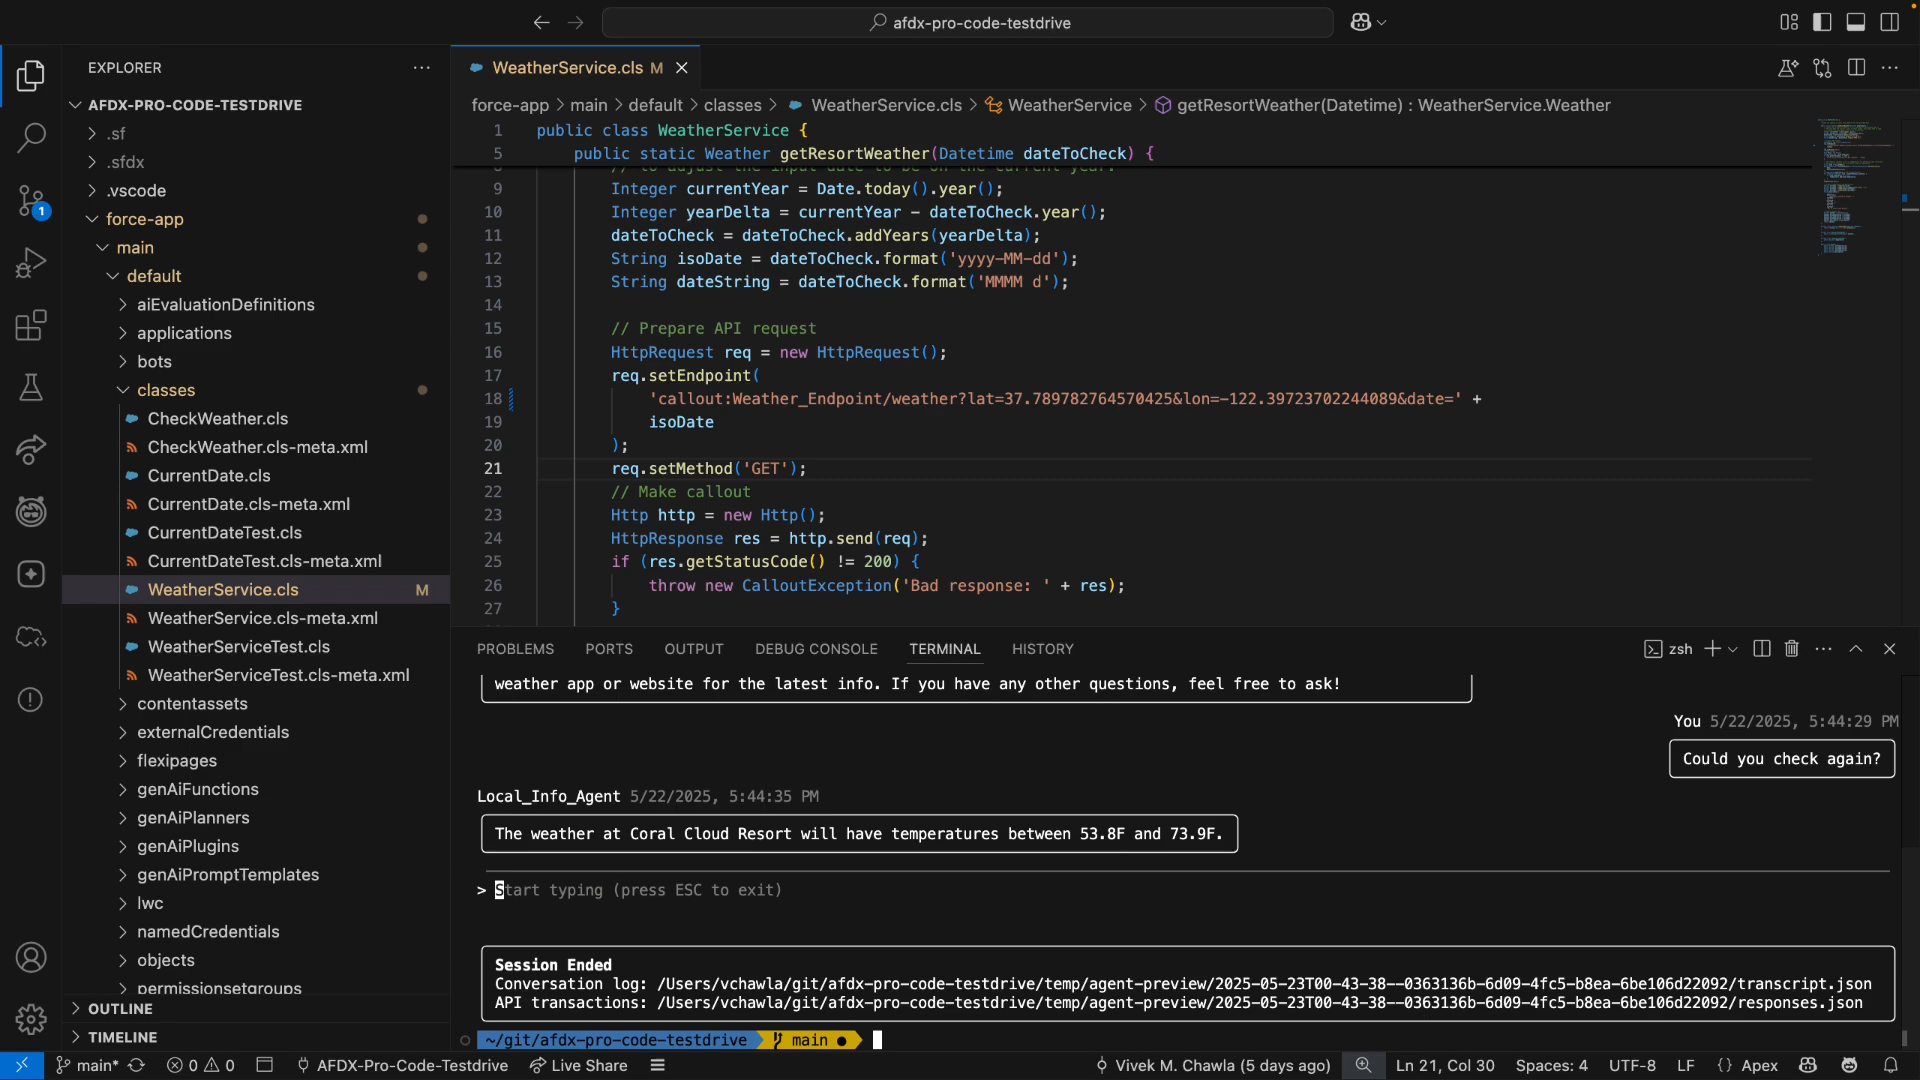 afdx-pro-code-testdrive
EXPLORER
AFDX-PRO-CODE-TESTDRIVE
.sf
.sfdx
.vscode
force-app
main
default
aiEvaluationDefinitions
applications
bots
classes
CheckWeather.cls
CheckWeather.cls-meta.xml
CurrentDate.cls
CurrentDate.cls-meta.xml
CurrentDateTest.cls
CurrentDateTest.cls-meta.xml
WeatherService.cls M
WeatherService.cls-meta.xml
WeatherServiceTest.cls
WeatherServiceTest.cls-meta.xml
contentassets
externalCredentials
flexipages
genAiFunctions
genAiPlanners
genAiPlugins
genAiPromptTemplates
lwc
namedCredentials
objects
permissionsetgroups
OUTLINE
TIMELINE
1
WeatherService.cls M
force-app > main > default > classes > WeatherService.cls > WeatherService > getResortWeather(Datetime) : WeatherService.Weather
1 public class WeatherService {
5 public static Weather getResortWeather(Datetime dateToCheck) {
8 // to adjust the input date to be on the current year.
9 Integer currentYear = Date.today().year();
10 Integer yearDelta = currentYear - dateToCheck.year();
11 dateToCheck = dateToCheck.addYears(yearDelta);
12 String isoDate = dateToCheck.format('yyyy-MM-dd');
13 String dateString = dateToCheck.format('MMMM d');
14
15 // Prepare API request
16 HttpRequest req = new HttpRequest();
17 req.setEndpoint(
18 'callout:Weather_Endpoint/weather?lat=37.789782764570425&lon=-122.39723702244089&date=' +
19 isoDate
20 );
21 req.setMethod('GET');
22 // Make callout
23 Http http = new Http();
24 HttpResponse res = http.send(req);
25 if (res.getStatusCode() != 200) {
26 throw new CalloutException('Bad response: ' + res);
27 }
PROBLEMS PORTS OUTPUT DEBUG CONSOLE TERMINAL HISTORY
zsh
weather app or website for the latest info. If you have any other questions, feel free to ask!
You 5/22/2025, 5:44:29 PM
Could you check again?
Local_Info_Agent 5/22/2025, 5:44:35 PM
The weather at Coral Cloud Resort will have temperatures between 53.8F and 73.9F.
> Start typing (press ESC to exit)
Session Ended
Conversation log: /Users/vchawla/git/afdx-pro-code-testdrive/temp/agent-preview/2025-05-23T00-43-38--0363136b-6d09-4fc5-b8ea-6be106d22092/transcript.json
API transactions: /Users/vchawla/git/afdx-pro-code-testdrive/temp/agent-preview/2025-05-23T00-43-38--0363136b-6d09-4fc5-b8ea-6be106d22092/responses.json
~/git/afdx-pro-code-testdrive main ●
main* 0 0 AFDX-Pro-Code-Testdrive Live Share Vivek M. Chawla (5 days ago) Ln 21, Col 30 Spaces: 4 UTF-8 LF {} Apex